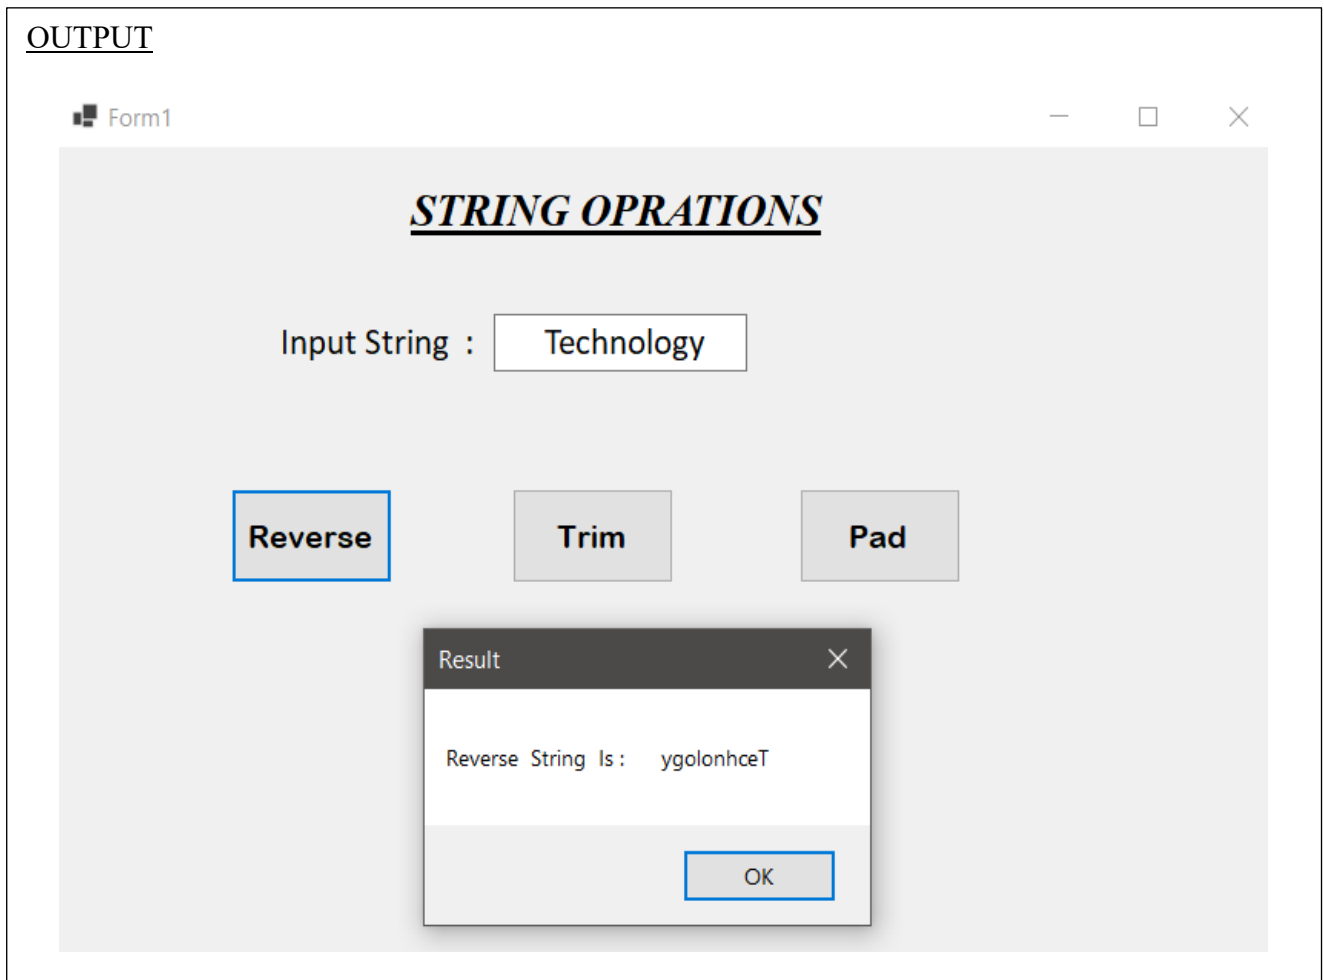 OUTPUT
Form1
STRING OPRATIONS
Input String : Technology
Reverse Trim Pad
Result
Reverse String Is : ygolonhceT
OK